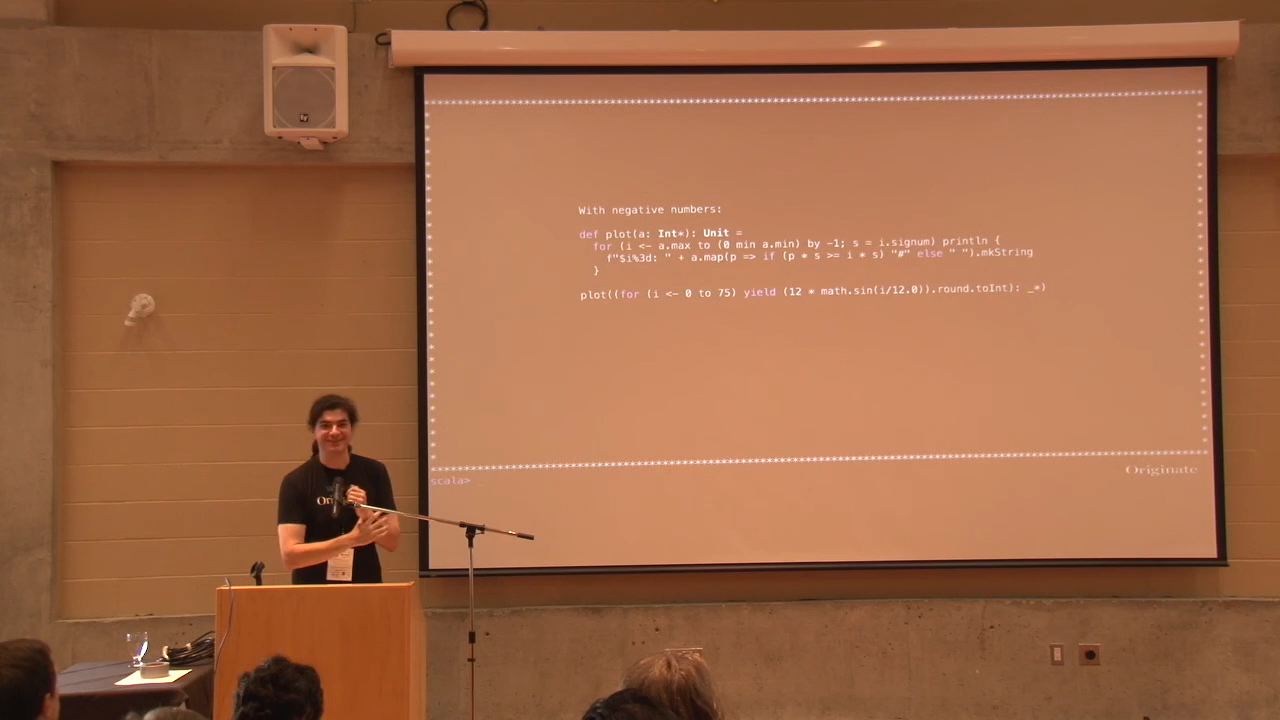 With negative numbers:
def plot(a: Int*): Unit =
for (i <- a.max to (0 min a.min) by -1; s = i.signum) println {
f"$i%3d: " + a.map(p => if (p * s >= i * s) "#" else " ").mkString
}
plot((for (i <- 0 to 75) yield (12 * math.sin(i/12.0)).round.toInt): _*)
Originate
scala>